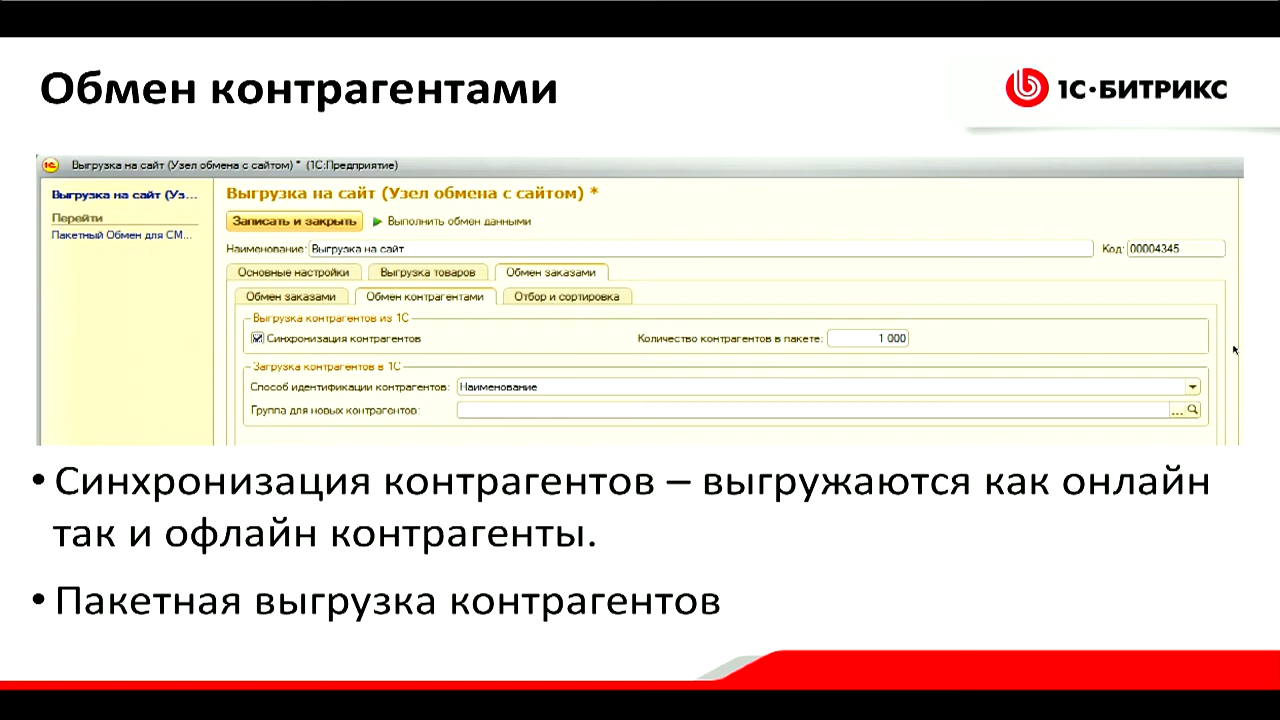 Обмен контрагентами
1С·БИТРИКС
Выгрузка на сайт (Узел обмена с сайтом) * (1С:Предприятие)
Выгрузка на сайт (Уз...
Перейти
Пакетный Обмен для СМ...
Выгрузка на сайт (Узел обмена с сайтом) *
Записать и закрыть
Выполнить обмен данными
Наименование: Выгрузка на сайт
Код: 00004345
Основные настройки
Выгрузка товаров
Обмен заказами
Обмен заказами
Обмен контрагентами
Отбор и сортировка
Выгрузка контрагентов из 1С
Синхронизация контрагентов
Количество контрагентов в пакете: 1 000
Загрузка контрагентов в 1С
Способ идентификации контрагентов: Наименование
Группа для новых контрагентов:
...
• Синхронизация контрагентов – выгружаются как онлайн
так и офлайн контрагенты.
• Пакетная выгрузка контрагентов